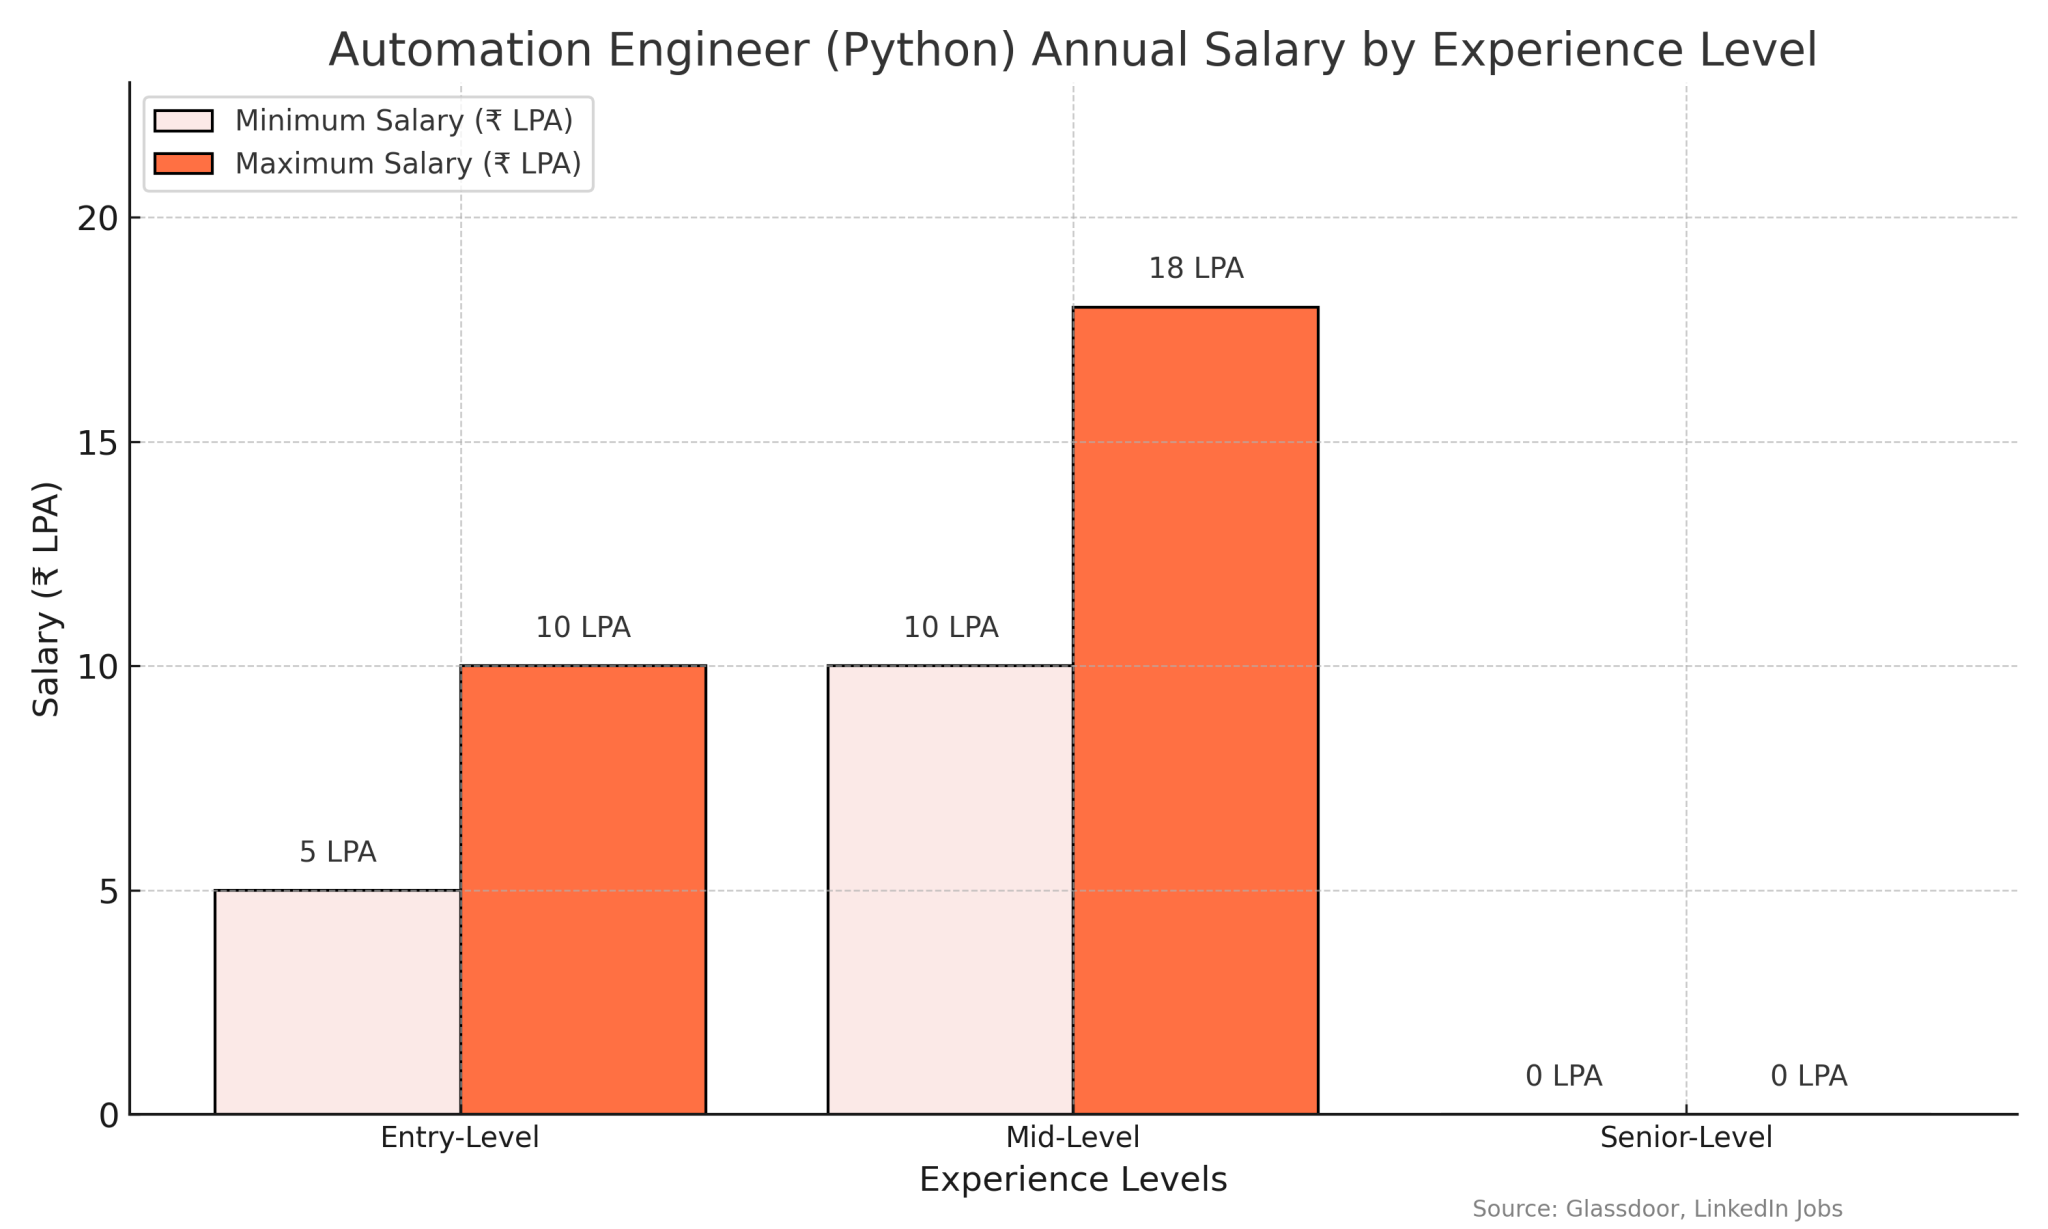 Automation Engineer (Python) Annual Salary by Experience Level
Minimum Salary (₹ LPA)
Maximum Salary (₹ LPA)
Salary (₹ LPA)
20
15
10
5
0
5 LPA
10 LPA
10 LPA
18 LPA
0 LPA
0 LPA
Entry-Level
Mid-Level
Senior-Level
Experience Levels
Source: Glassdoor, LinkedIn Jobs